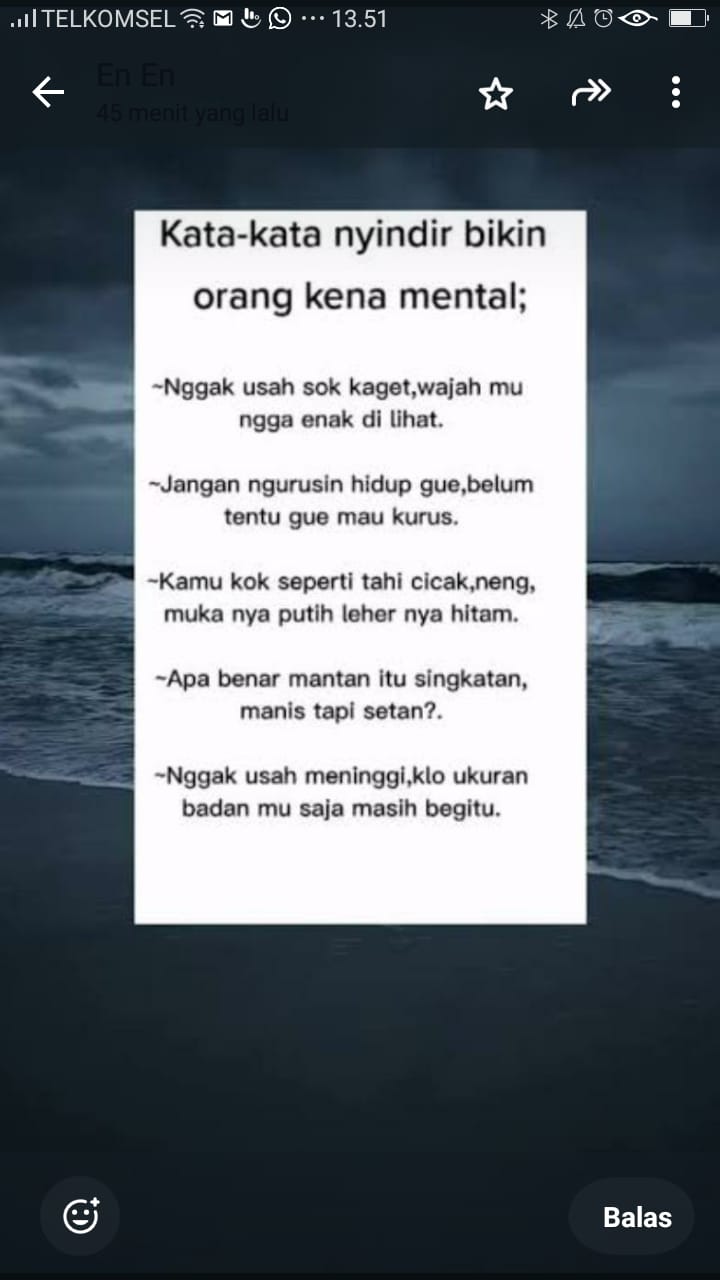 TELKOMSEL 13.51
En En
45 menit yang lalu
Kata-kata nyindir bikin
orang kena mental;
~Nggak usah sok kaget,wajah mu
ngga enak di lihat.
~Jangan ngurusin hidup gue,belum
tentu gue mau kurus.
~Kamu kok seperti tahi cicak,neng,
muka nya putih leher nya hitam.
~Apa benar mantan itu singkatan,
manis tapi setan?.
~Nggak usah meninggi,klo ukuran
badan mu saja masih begitu.
Balas